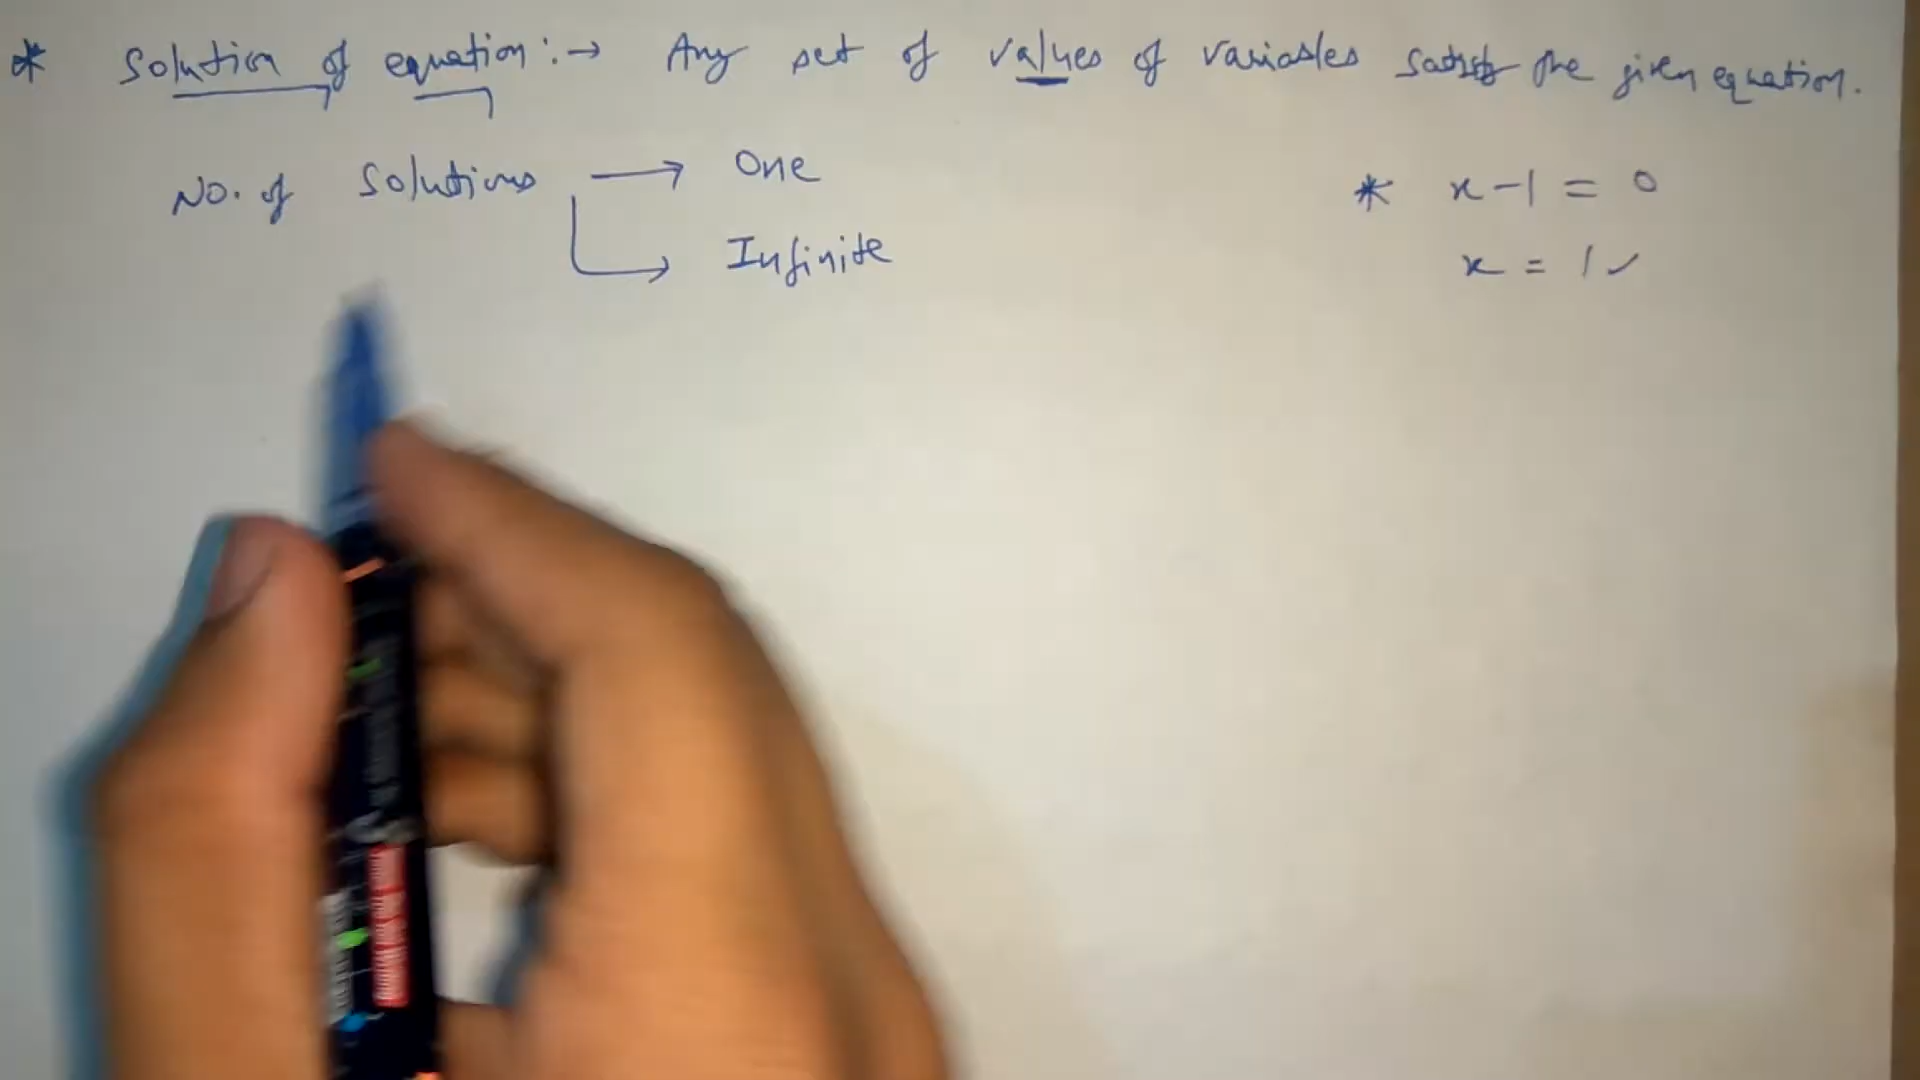 * Solution of equation :→ Any set of values of variables satisfy the given equation.
No. of Solutions → One
→ Infinite
* x - 1 = 0
x = 1 ✓